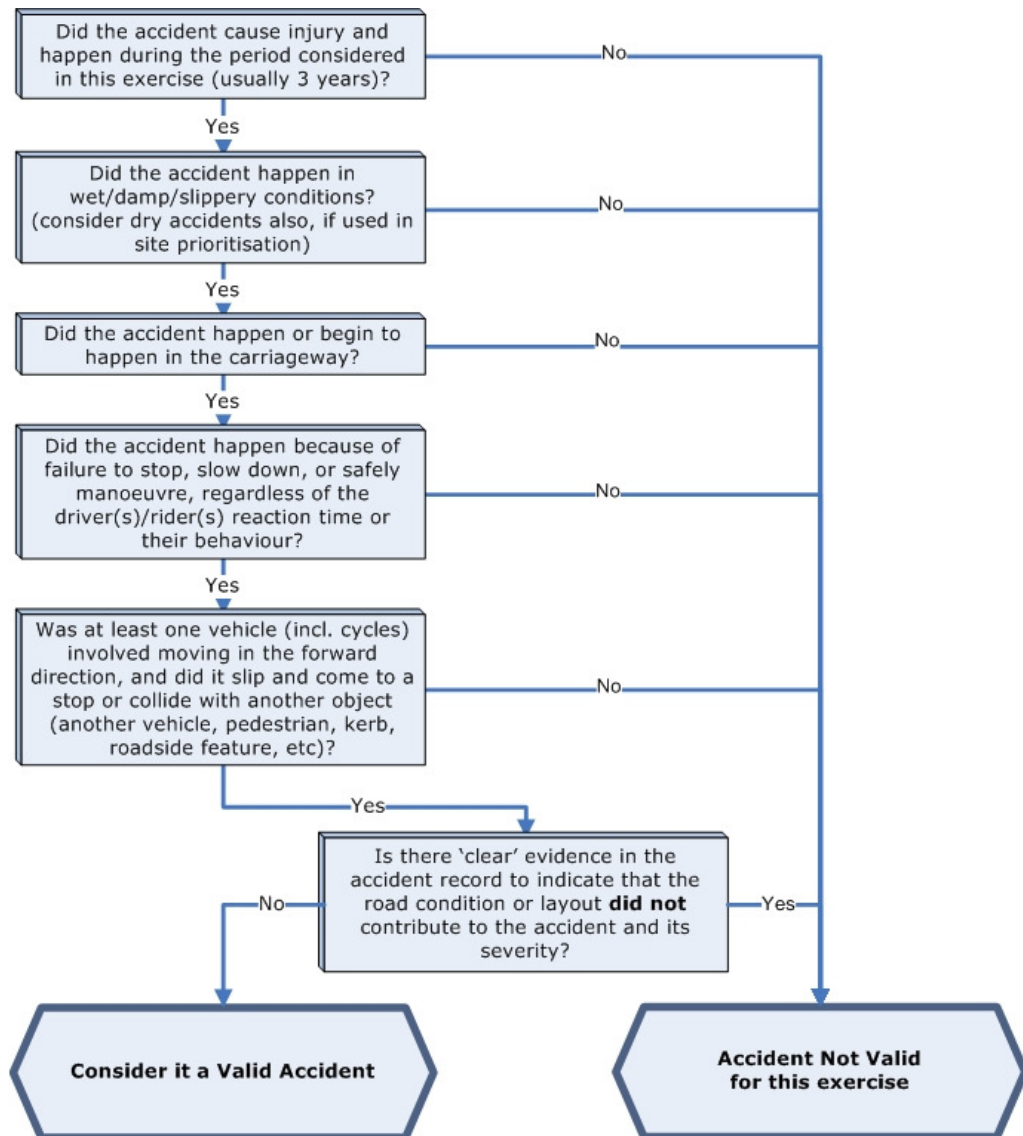 Did the accident cause injury and
happen during the period considered
in this exercise (usually 3 years)?
No
Yes
Did the accident happen in
wet/damp/slippery conditions?
(consider dry accidents also, if used in
site prioritisation)
No
Yes
Did the accident happen or begin to
happen in the carriageway?
No
Yes
Did the accident happen because of
failure to stop, slow down, or safely
manoeuvre, regardless of the
driver(s)/rider(s) reaction time or
their behaviour?
No
Yes
Was at least one vehicle (incl. cycles)
involved moving in the forward
direction, and did it slip and come to a
stop or collide with another object
(another vehicle, pedestrian, kerb,
roadside feature, etc)?
No
Yes
Is there ‘clear’ evidence in the
accident record to indicate that the
road condition or layout did not
contribute to the accident and its
severity?
No
Yes
Consider it a Valid Accident
Accident Not Valid
for this exercise